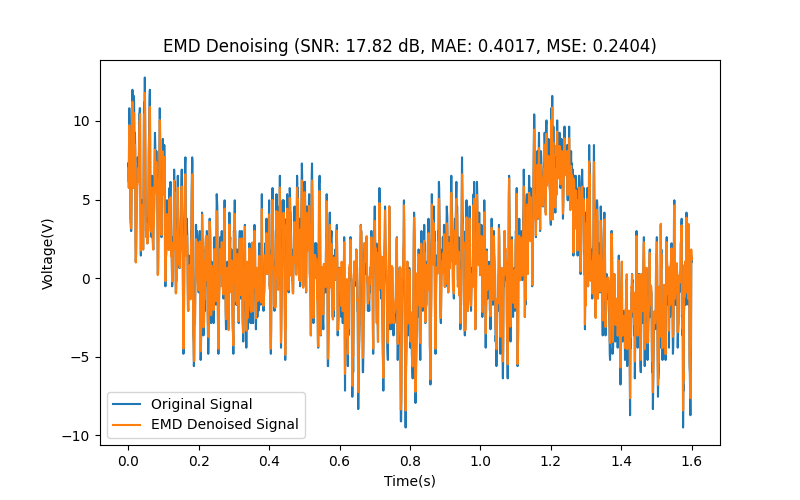 EMD Denoising (SNR: 17.82 dB, MAE: 0.4017, MSE: 0.2404)
10
5
0
−5
−10
Voltage(V)
Original Signal
EMD Denoised Signal
0.0 0.2 0.4 0.6 0.8 1.0 1.2 1.4 1.6
Time(s)